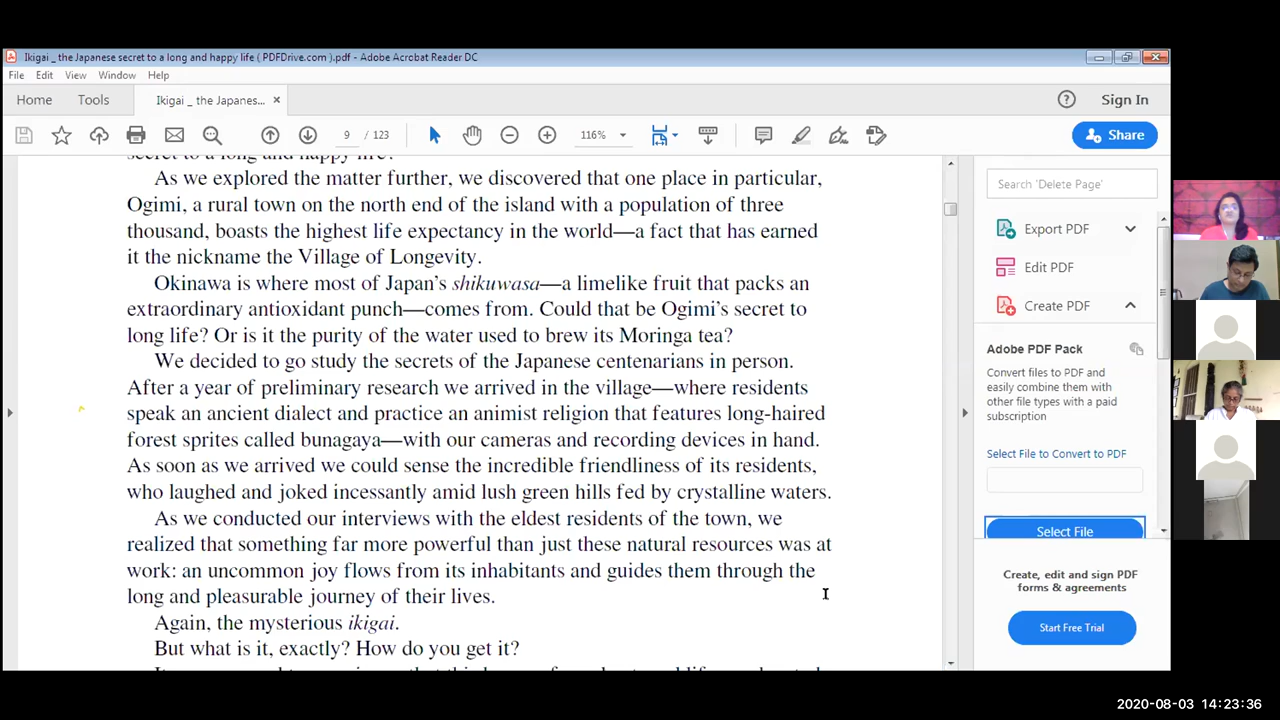 Ikigai _ the Japanese secret to a long and happy life ( PDFDrive.com ).pdf - Adobe Acrobat Reader DC
File Edit View Window Help
Home Tools Ikigai _ the Japanes... × Sign In
9 / 123 116% Share
secret to a long and happy life?
As we explored the matter further, we discovered that one place in particular,
Ogimi, a rural town on the north end of the island with a population of three
thousand, boasts the highest life expectancy in the world—a fact that has earned
it the nickname the Village of Longevity.
Okinawa is where most of Japan’s shikuwasa—a limelike fruit that packs an
extraordinary antioxidant punch—comes from. Could that be Ogimi’s secret to
long life? Or is it the purity of the water used to brew its Moringa tea?
We decided to go study the secrets of the Japanese centenarians in person.
After a year of preliminary research we arrived in the village—where residents
speak an ancient dialect and practice an animist religion that features long-haired
forest sprites called bunagaya—with our cameras and recording devices in hand.
As soon as we arrived we could sense the incredible friendliness of its residents,
who laughed and joked incessantly amid lush green hills fed by crystalline waters.
As we conducted our interviews with the eldest residents of the town, we
realized that something far more powerful than just these natural resources was at
work: an uncommon joy flows from its inhabitants and guides them through the
long and pleasurable journey of their lives.
Again, the mysterious ikigai.
But what is it, exactly? How do you get it?
Search 'Delete Page'
Export PDF
Edit PDF
Create PDF
Adobe PDF Pack
Convert files to PDF and
easily combine them with
other file types with a paid
subscription
Select File to Convert to PDF
Select File
Create, edit and sign PDF
forms & agreements
Start Free Trial
2020-08-03 14:23:36